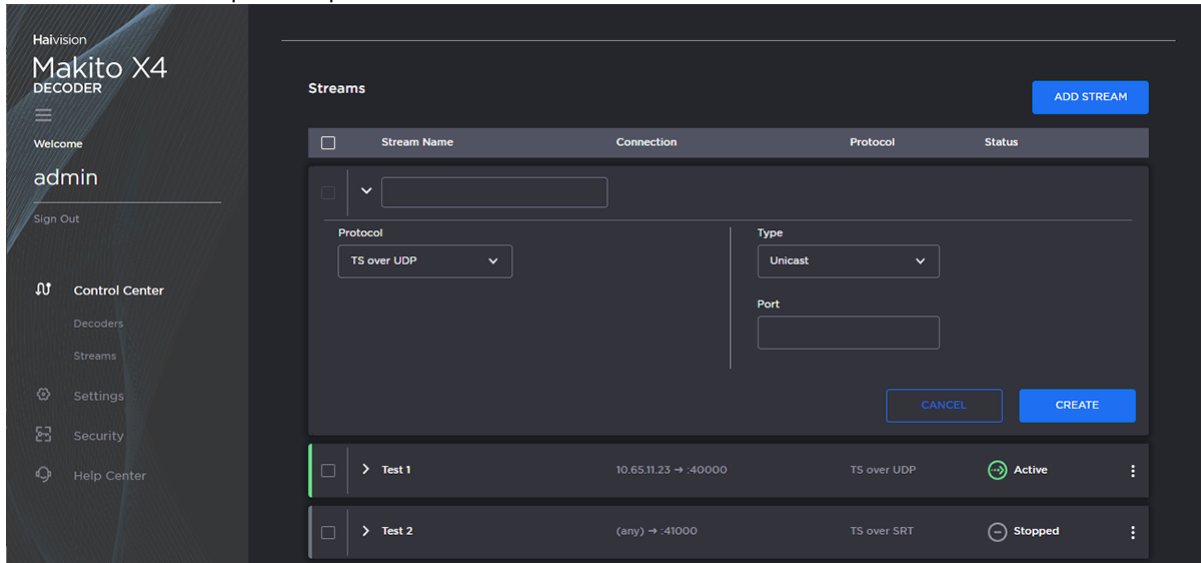 Haivision
Makito X4
DECODER
Welcome
admin
Sign Out
Control Center
Decoders
Streams
Settings
Security
Help Center
Streams
ADD STREAM
Stream Name Connection Protocol Status
Protocol Type
TS over UDP Unicast
Port
CANCEL CREATE
Test 1 10.65.11.23 → :40000 TS over UDP Active
Test 2 (any) → :41000 TS over SRT Stopped